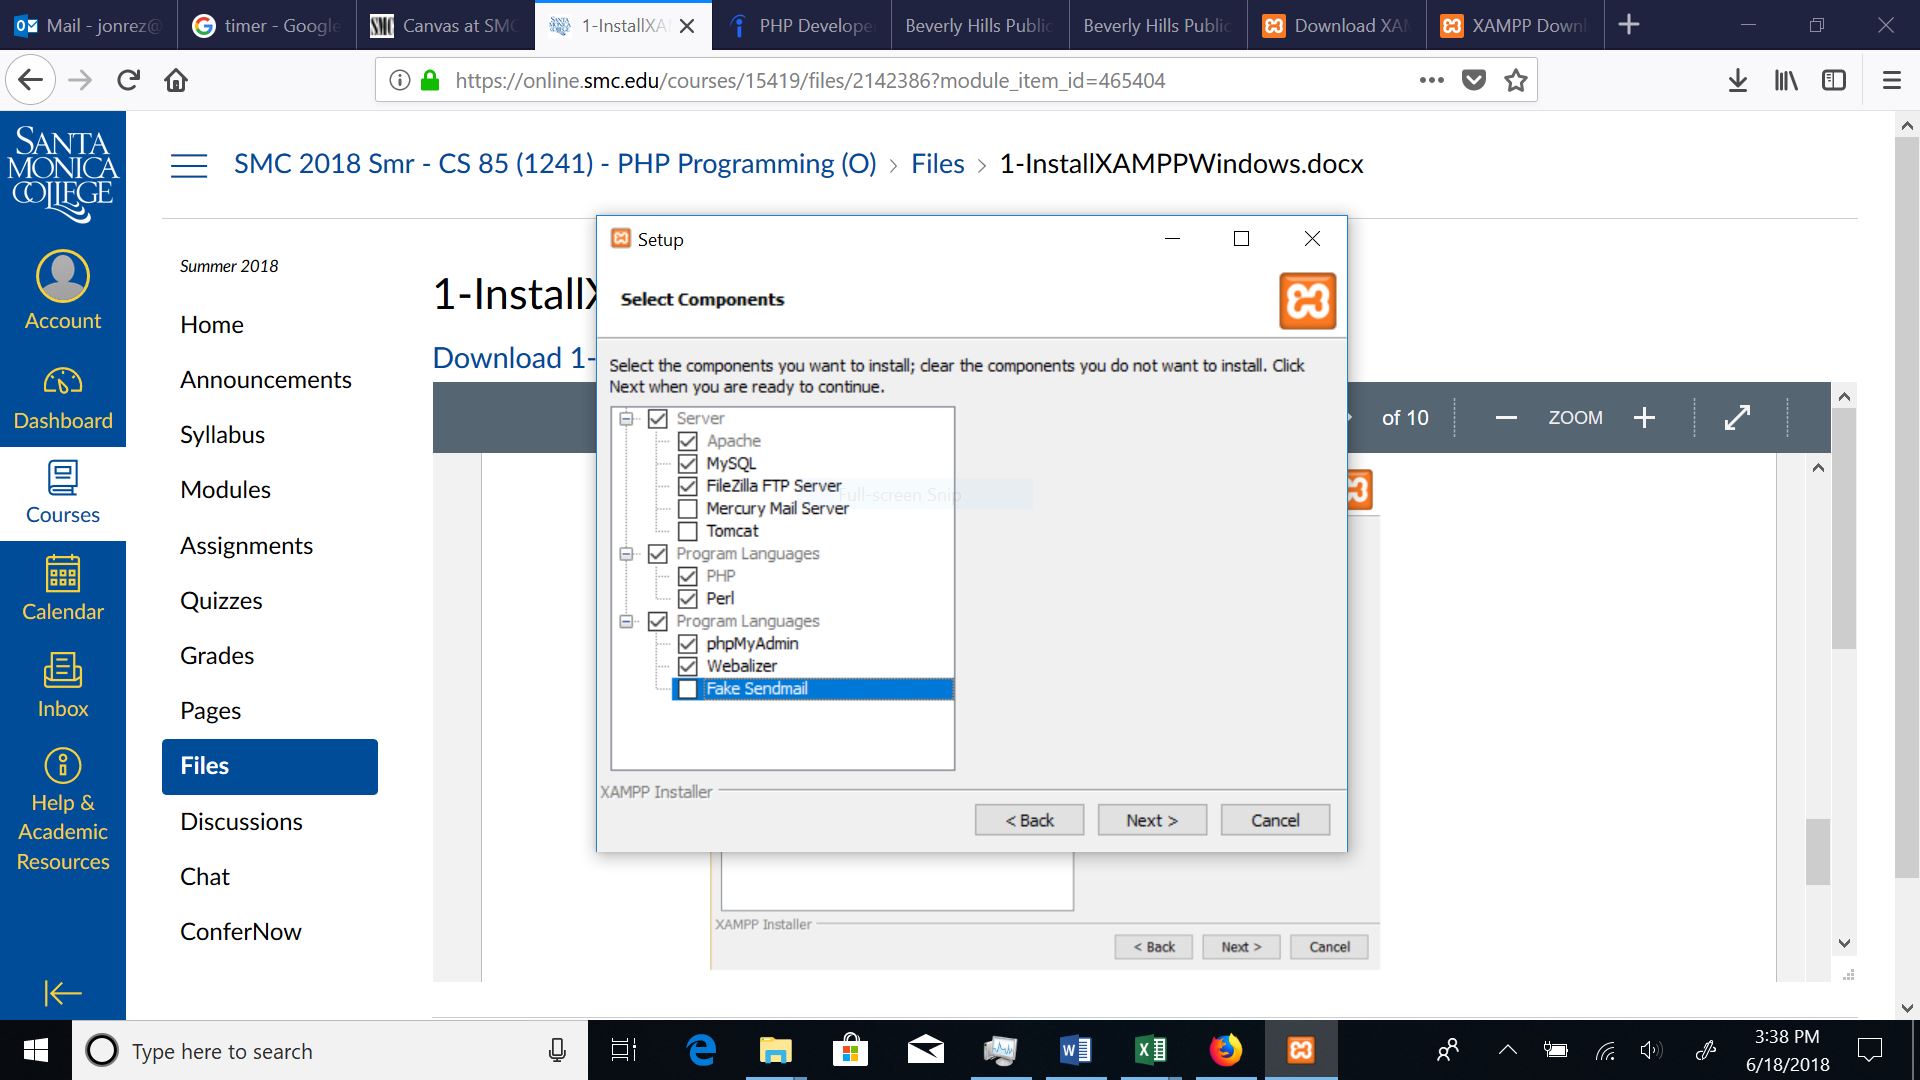 Mail - jonrez@
timer - Google
Canvas at SMC
1-InstallXAI
PHP Develope
Beverly Hills Public
Beverly Hills Public
Download XAM
XAMPP Downl
https://online.smc.edu/courses/15419/files/2142386?module_item_id=465404
SANTA
MONICA
COLLEGE
SMC 2018 Smr - CS 85 (1241) - PHP Programming (O) > Files > 1-InstallXAMPPWindows.docx
Account
Dashboard
Courses
Calendar
Inbox
Help &
Academic
Resources
Summer 2018
Home
Announcements
Syllabus
Modules
Assignments
Quizzes
Grades
Pages
Files
Discussions
Chat
ConferNow
1-InstallX
Download 1-
of 10
ZOOM
Setup
Select Components
Select the components you want to install; clear the components you do not want to install. Click
Next when you are ready to continue.
Server
Apache
MySQL
FileZilla FTP Server
Full-screen Snip
Mercury Mail Server
Tomcat
Program Languages
PHP
Perl
Program Languages
phpMyAdmin
Webalizer
Fake Sendmail
XAMPP Installer
< Back
Next >
Cancel
XAMPP Installer
< Back
Next >
Cancel
Type here to search
3:38 PM
6/18/2018